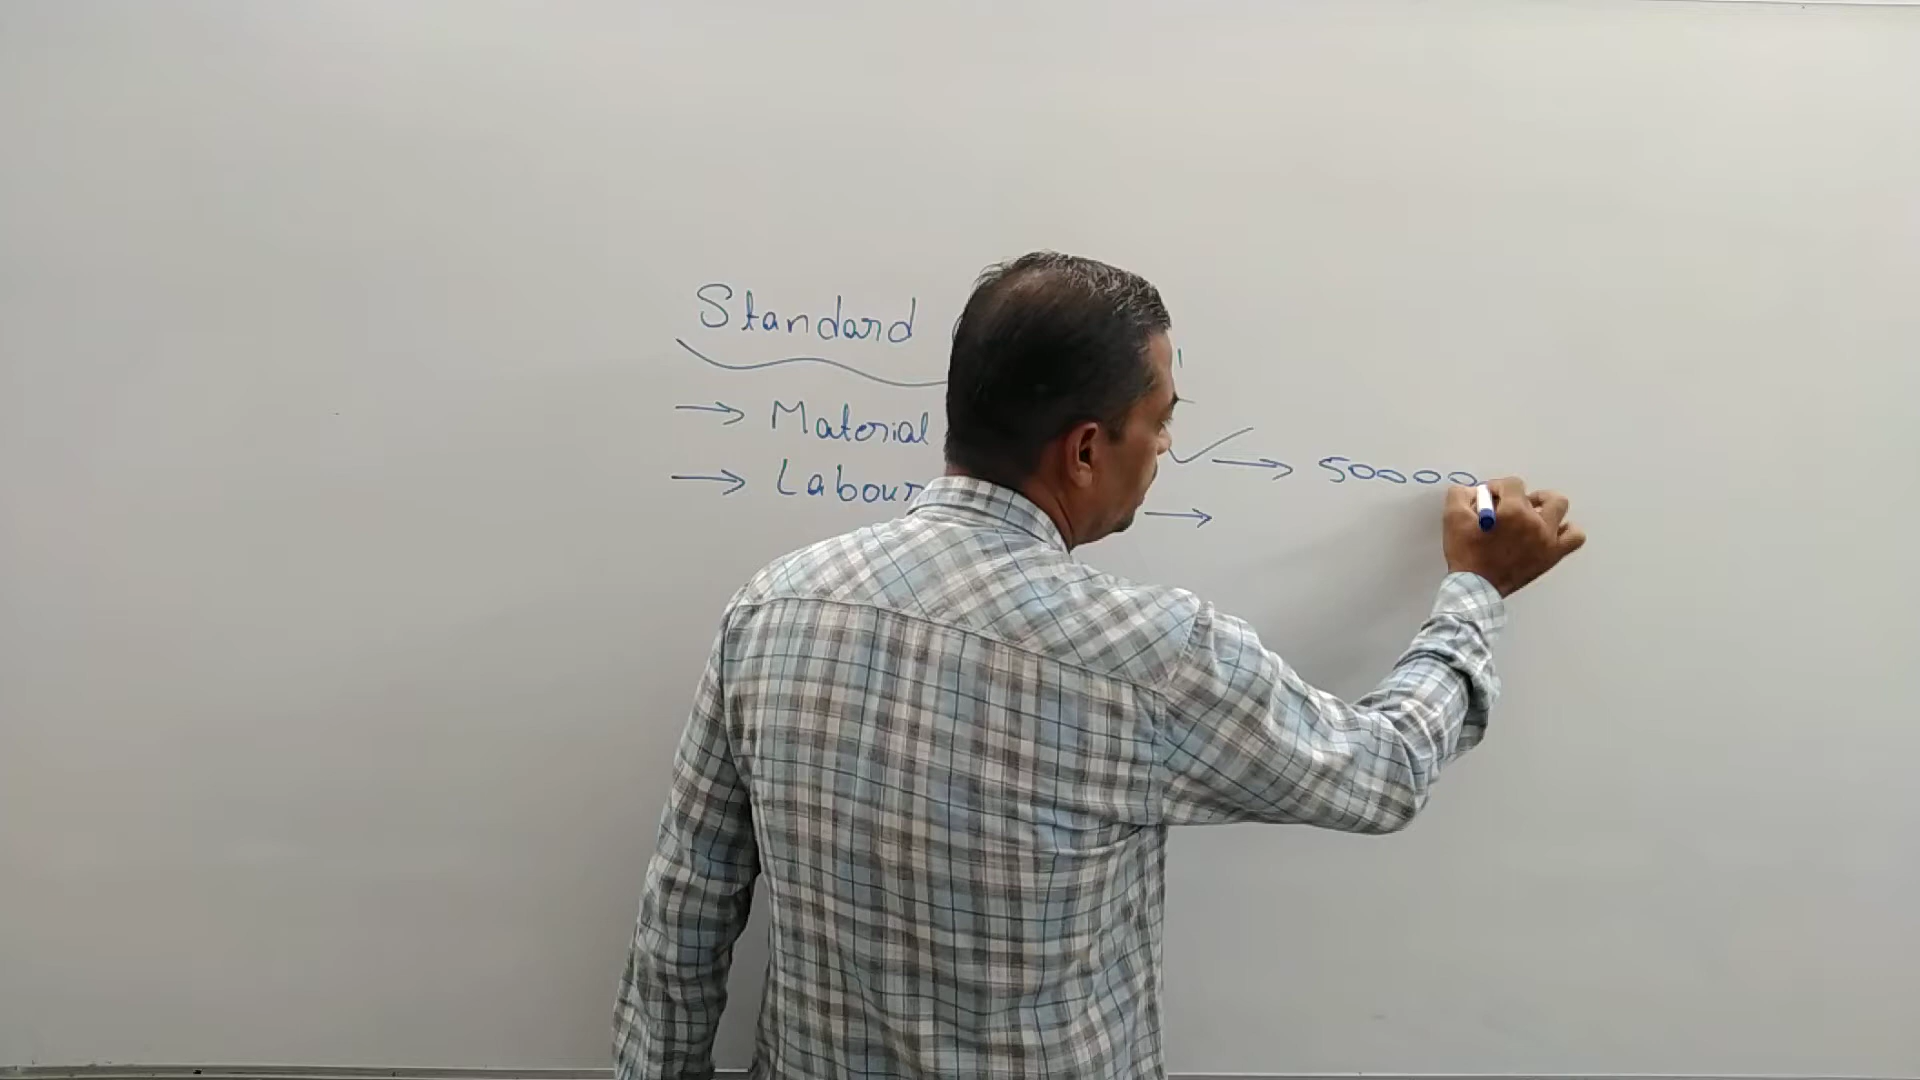 Standard
→ Material → 50000
→ Labour →